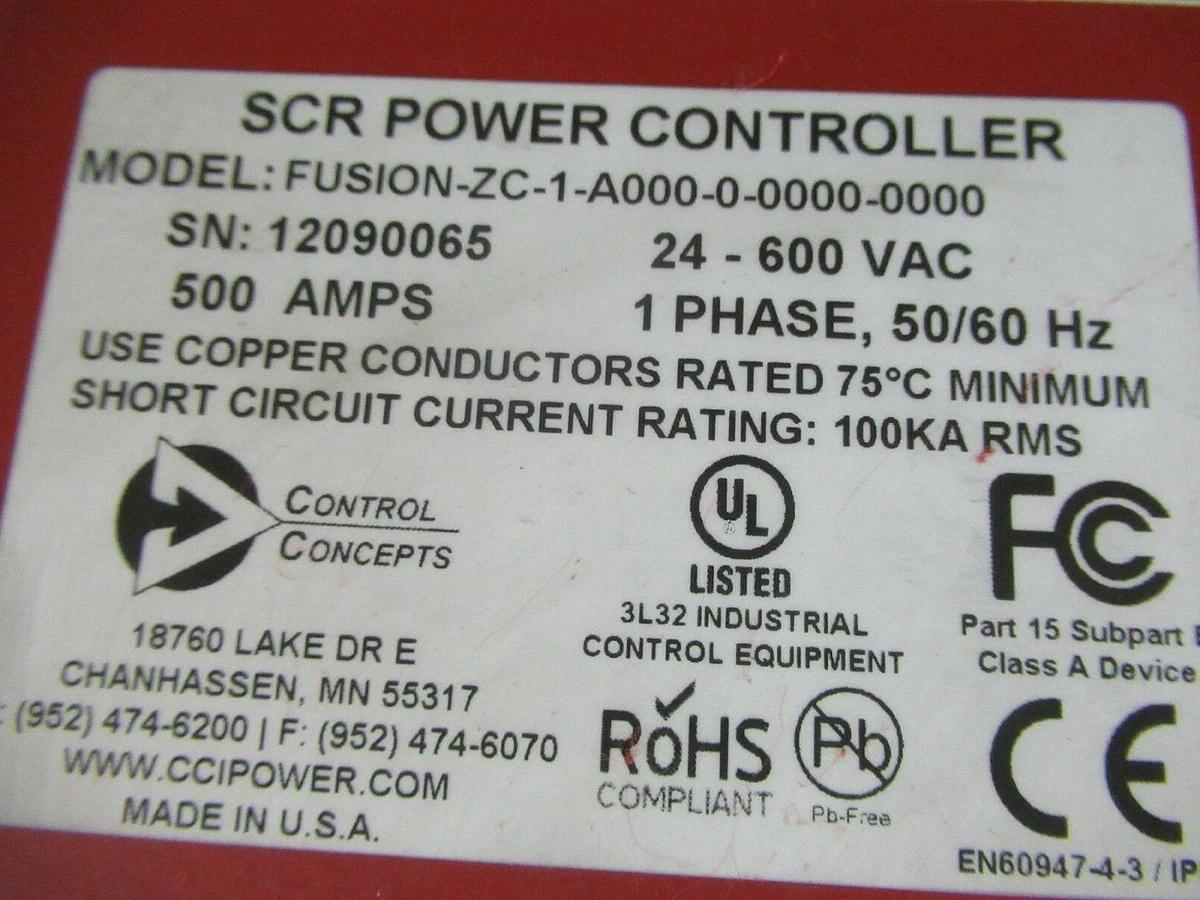 SCR POWER CONTROLLER
MODEL: FUSION-ZC-1-A000-0-0000-0000
SN: 12090065 24 - 600 VAC
500 AMPS 1 PHASE, 50/60 Hz
USE COPPER CONDUCTORS RATED 75°C MINIMUM
SHORT CIRCUIT CURRENT RATING: 100KA RMS
CONTROL
CONCEPTS
18760 LAKE DR E
CHANHASSEN, MN 55317
: (952) 474-6200 | F: (952) 474-6070
WWW.CCIPOWER.COM
MADE IN U.S.A.
UL
LISTED
3L32 INDUSTRIAL
CONTROL EQUIPMENT
RoHS
COMPLIANT
Pb
Pb-Free
FC
Part 15 Subpart
Class A Device
CE
EN60947-4-3 / IP